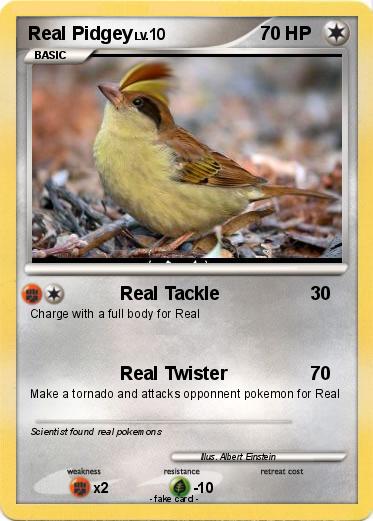 Real Pidgey LV.10 70 HP
BASIC
Real Tackle 30
Charge with a full body for Real
Real Twister 70
Make a tornado and attacks opponnent pokemon for Real
Scientist found real pokemons
Illus. Albert Einstein
weakness resistance retreat cost
x2 -10
- fake card -